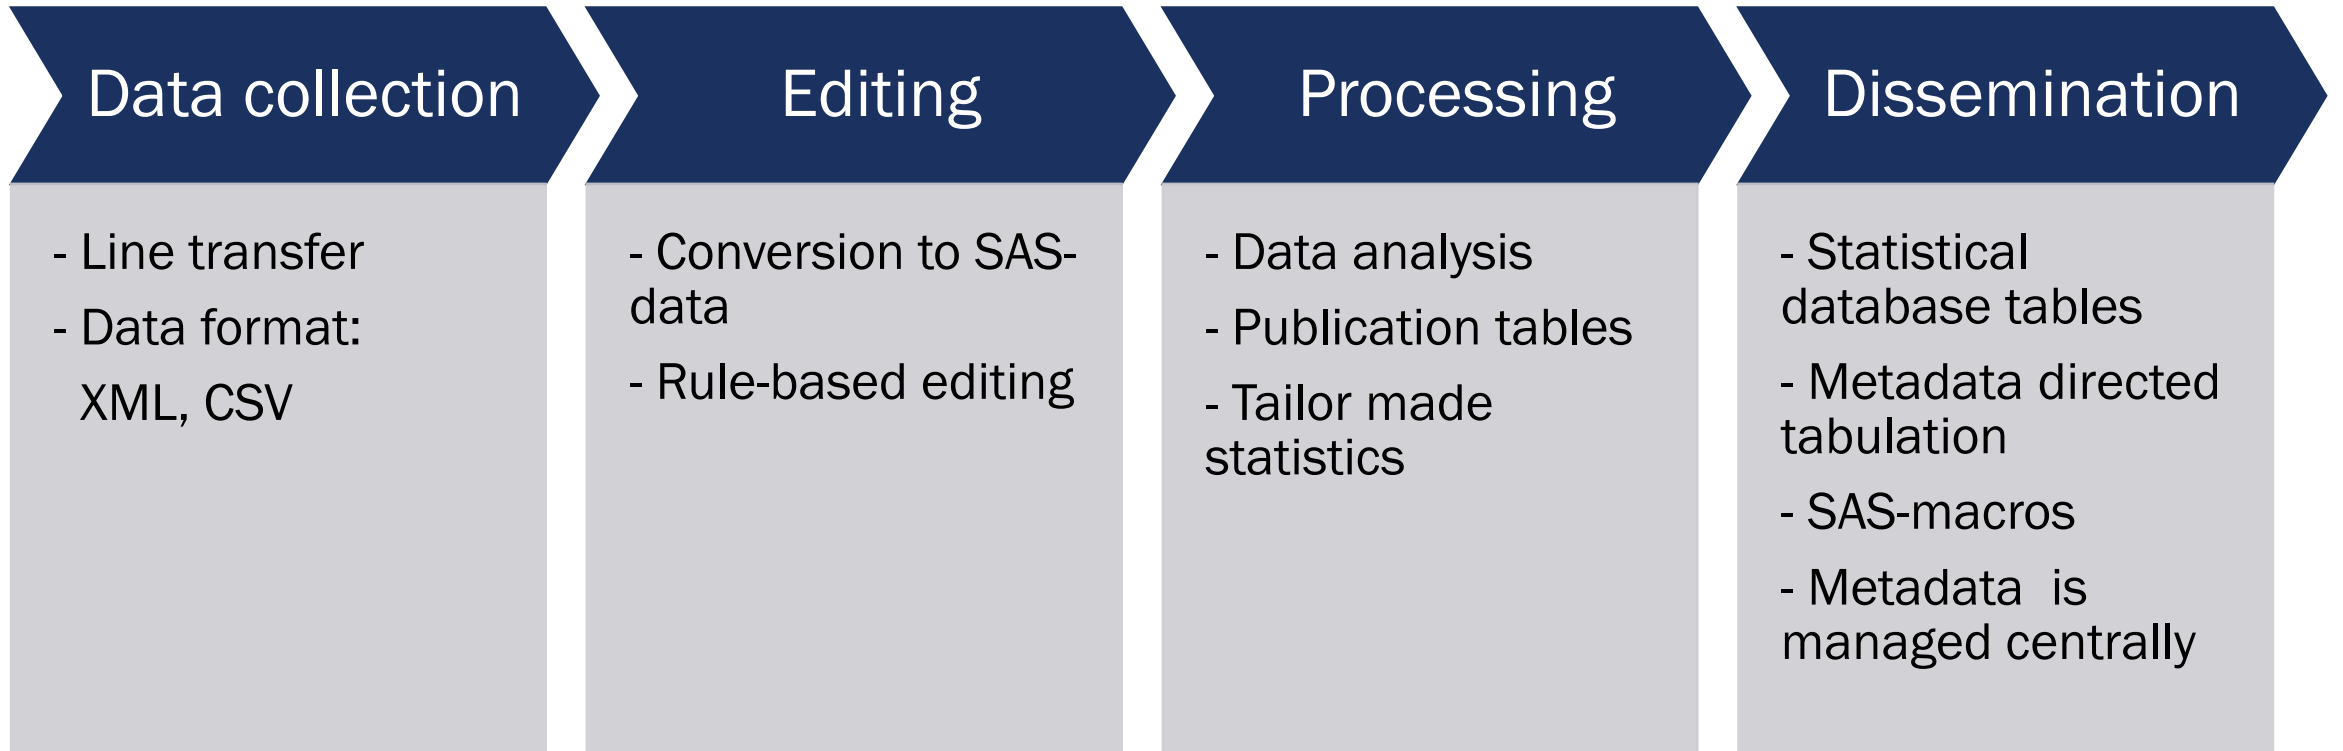 Data collection
- Line transfer
- Data format:
XML, CSV
Editing
- Conversion to SAS-
data
- Rule-based editing
Processing
- Data analysis
- Publication tables
- Tailor made
statistics
Dissemination
- Statistical
database tables
- Metadata directed
tabulation
- SAS-macros
- Metadata  is
managed centrally